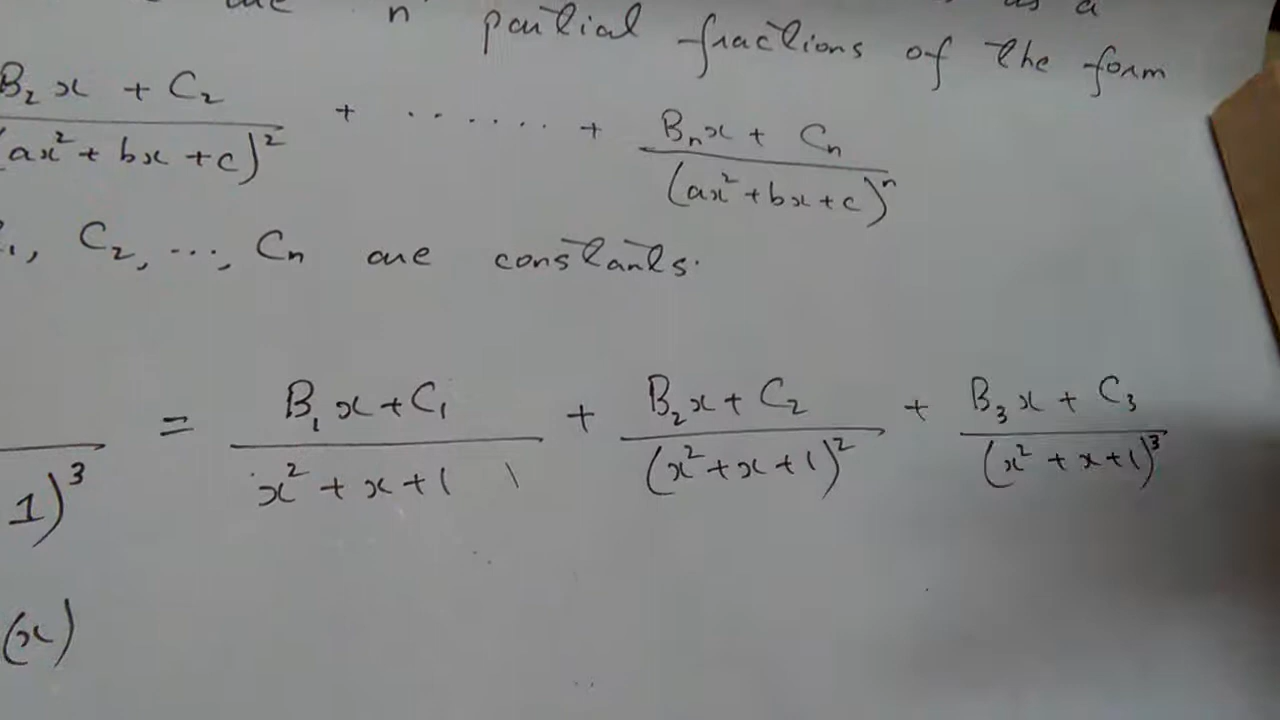 n partial fractions of the form
B₂x + C₂ / (ax² + bx + c)² + ....... + Bₙx + Cₙ / (ax² + bx + c)ⁿ
₁, C₂, ..., Cₙ are constants.
1)³ = B₁x + C₁ / x² + x + 1 + B₂x + C₂ / (x² + x + 1)² + B₃x + C₃ / (x² + x + 1)³
(x)